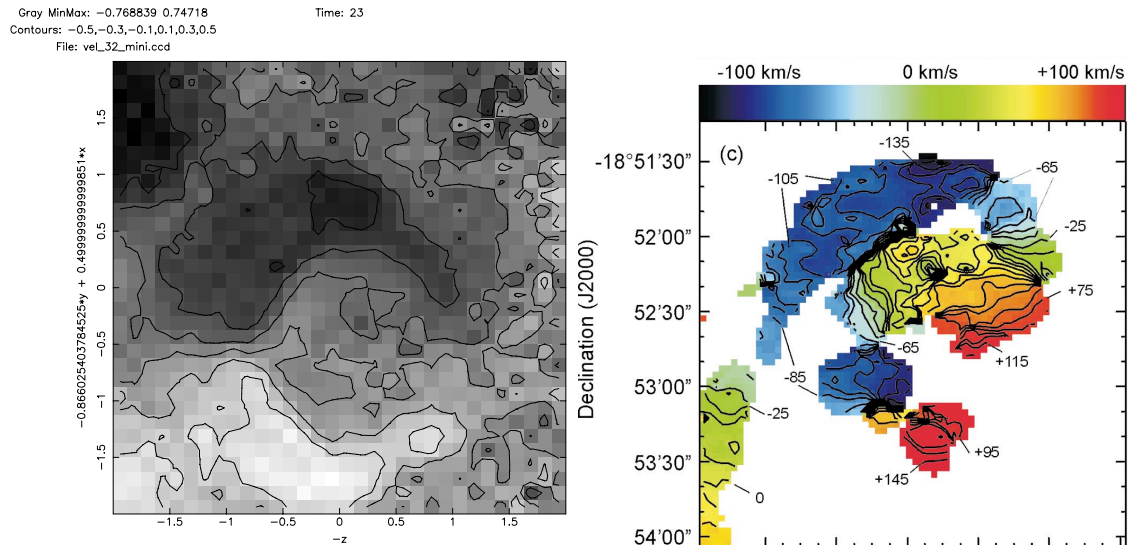 Gray MinMax: -0.768839 0.74718
Time: 23
Contours: -0.5,-0.3,-0.1,0.1,0.3,0.5
File: vel_32_mini.ccd
-0.8660254037844525*y + 0.4999999999999851*x
1.5
1
0.5
0
-0.5
-1
-1.5
-1.5
-1
-0.5
0
0.5
1
1.5
-z
-100 km/s
0 km/s
+100 km/s
(c)
Declination (J2000)
-18°51'30”
52'00”
52'30”
53'00”
53'30”
54'00”
-135
-65
-105
-25
+75
-65
+115
-85
-25
+95
+145
0